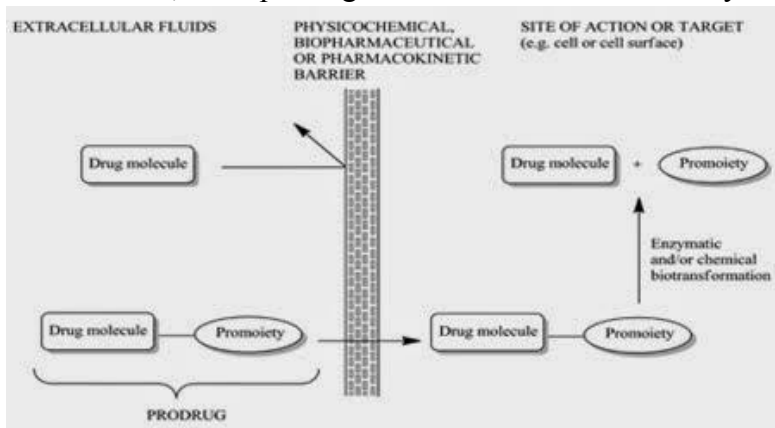 EXTRACELLULAR FLUIDS
PHYSICOCHEMICAL,
BIOPHARMACEUTICAL
OR PHARMACOKINETIC
BARRIER
SITE OF ACTION OR TARGET
(e.g. cell or cell surface)
Drug molecule
Drug molecule + Promoiety
Enzymatic
and/or chemical
biotransformation
Drug molecule Promoiety
Drug molecule Promoiety
PRODRUG